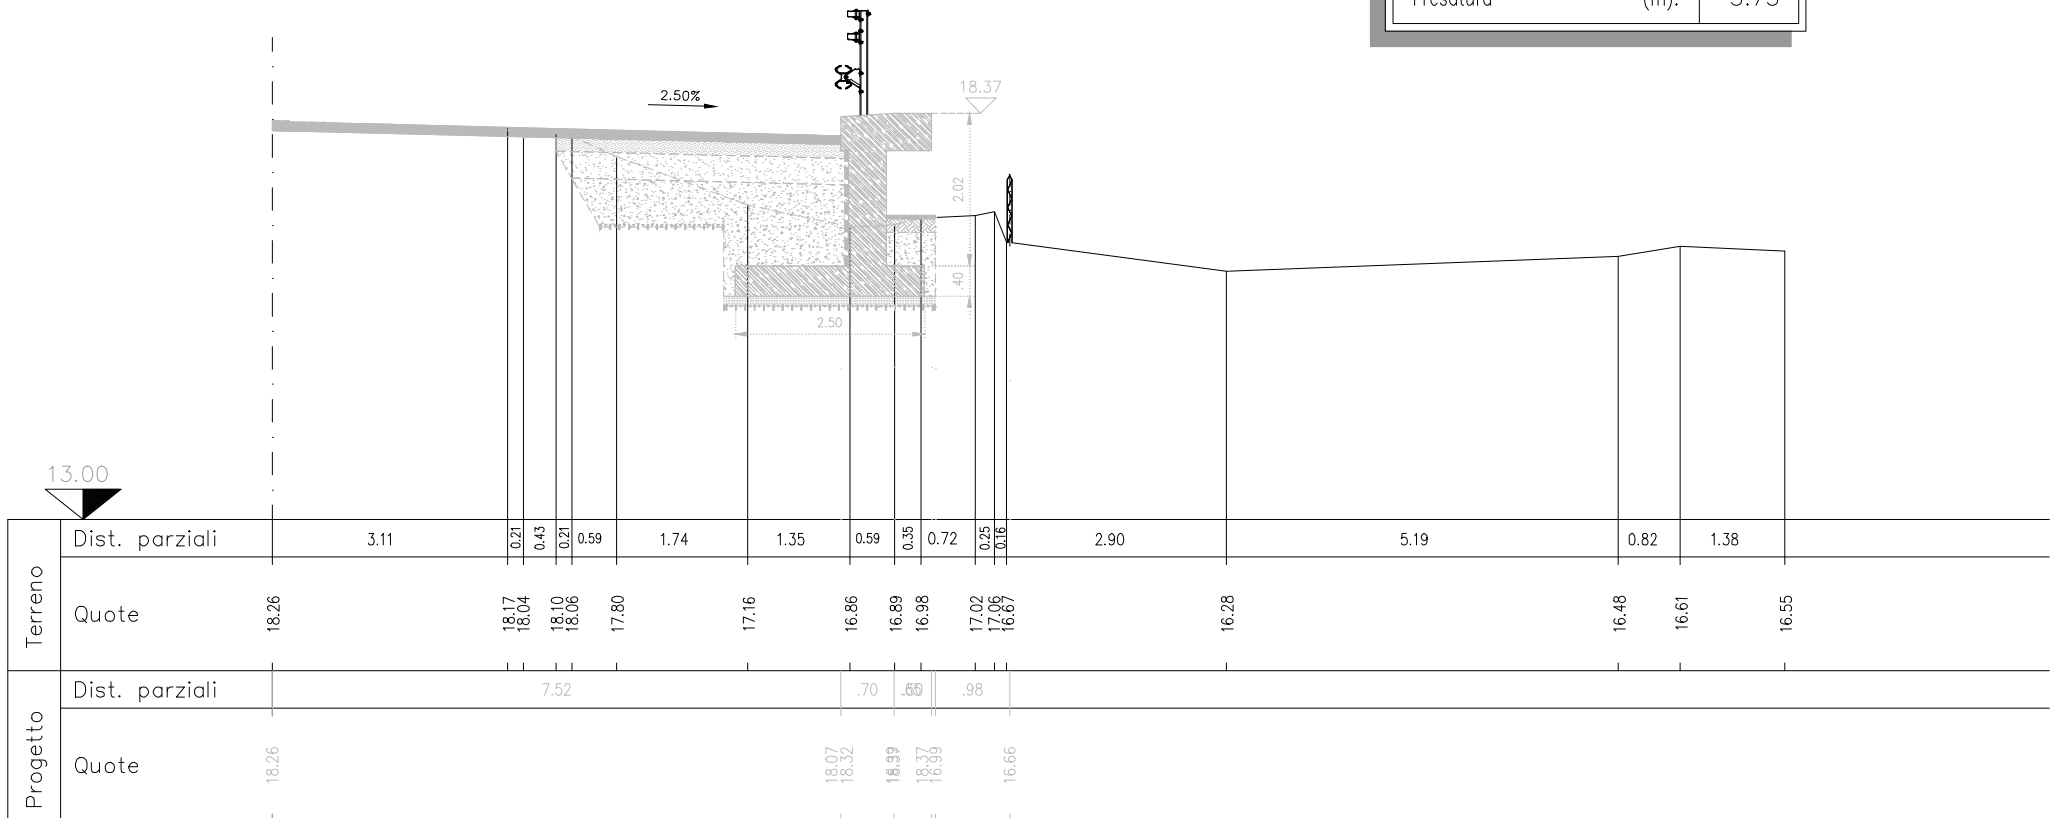 Fresatura (m). 3.73
18.37
2.50%
2.02
.40
2.50
13.00
Terreno
Dist. parziali 3.11 0.21 0.43 0.21 0.59 1.74 1.35 0.59 0.35 0.72 0.25 0.16 2.90 5.19 0.82 1.38
Quote 18.26 18.17 18.04 18.10 18.06 17.80 17.16 16.86 16.89 16.98 17.02 17.06 16.67 16.28 16.48 16.61 16.55
Progetto
Dist. parziali 7.52 .70 .98
Quote 18.26 18.07 18.32 18.37 16.99 16.66